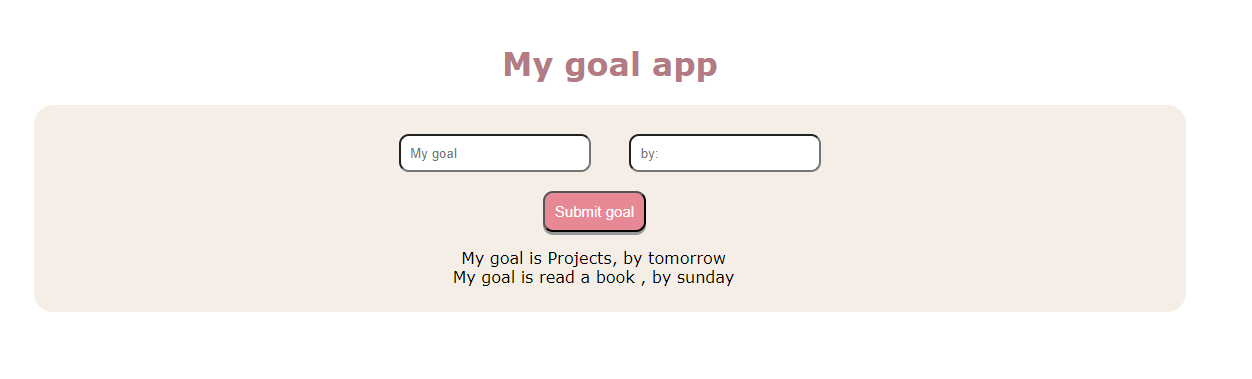 My goal app
My goal
by:
Submit goal
My goal is Projects, by tomorrow
My goal is read a book , by sunday